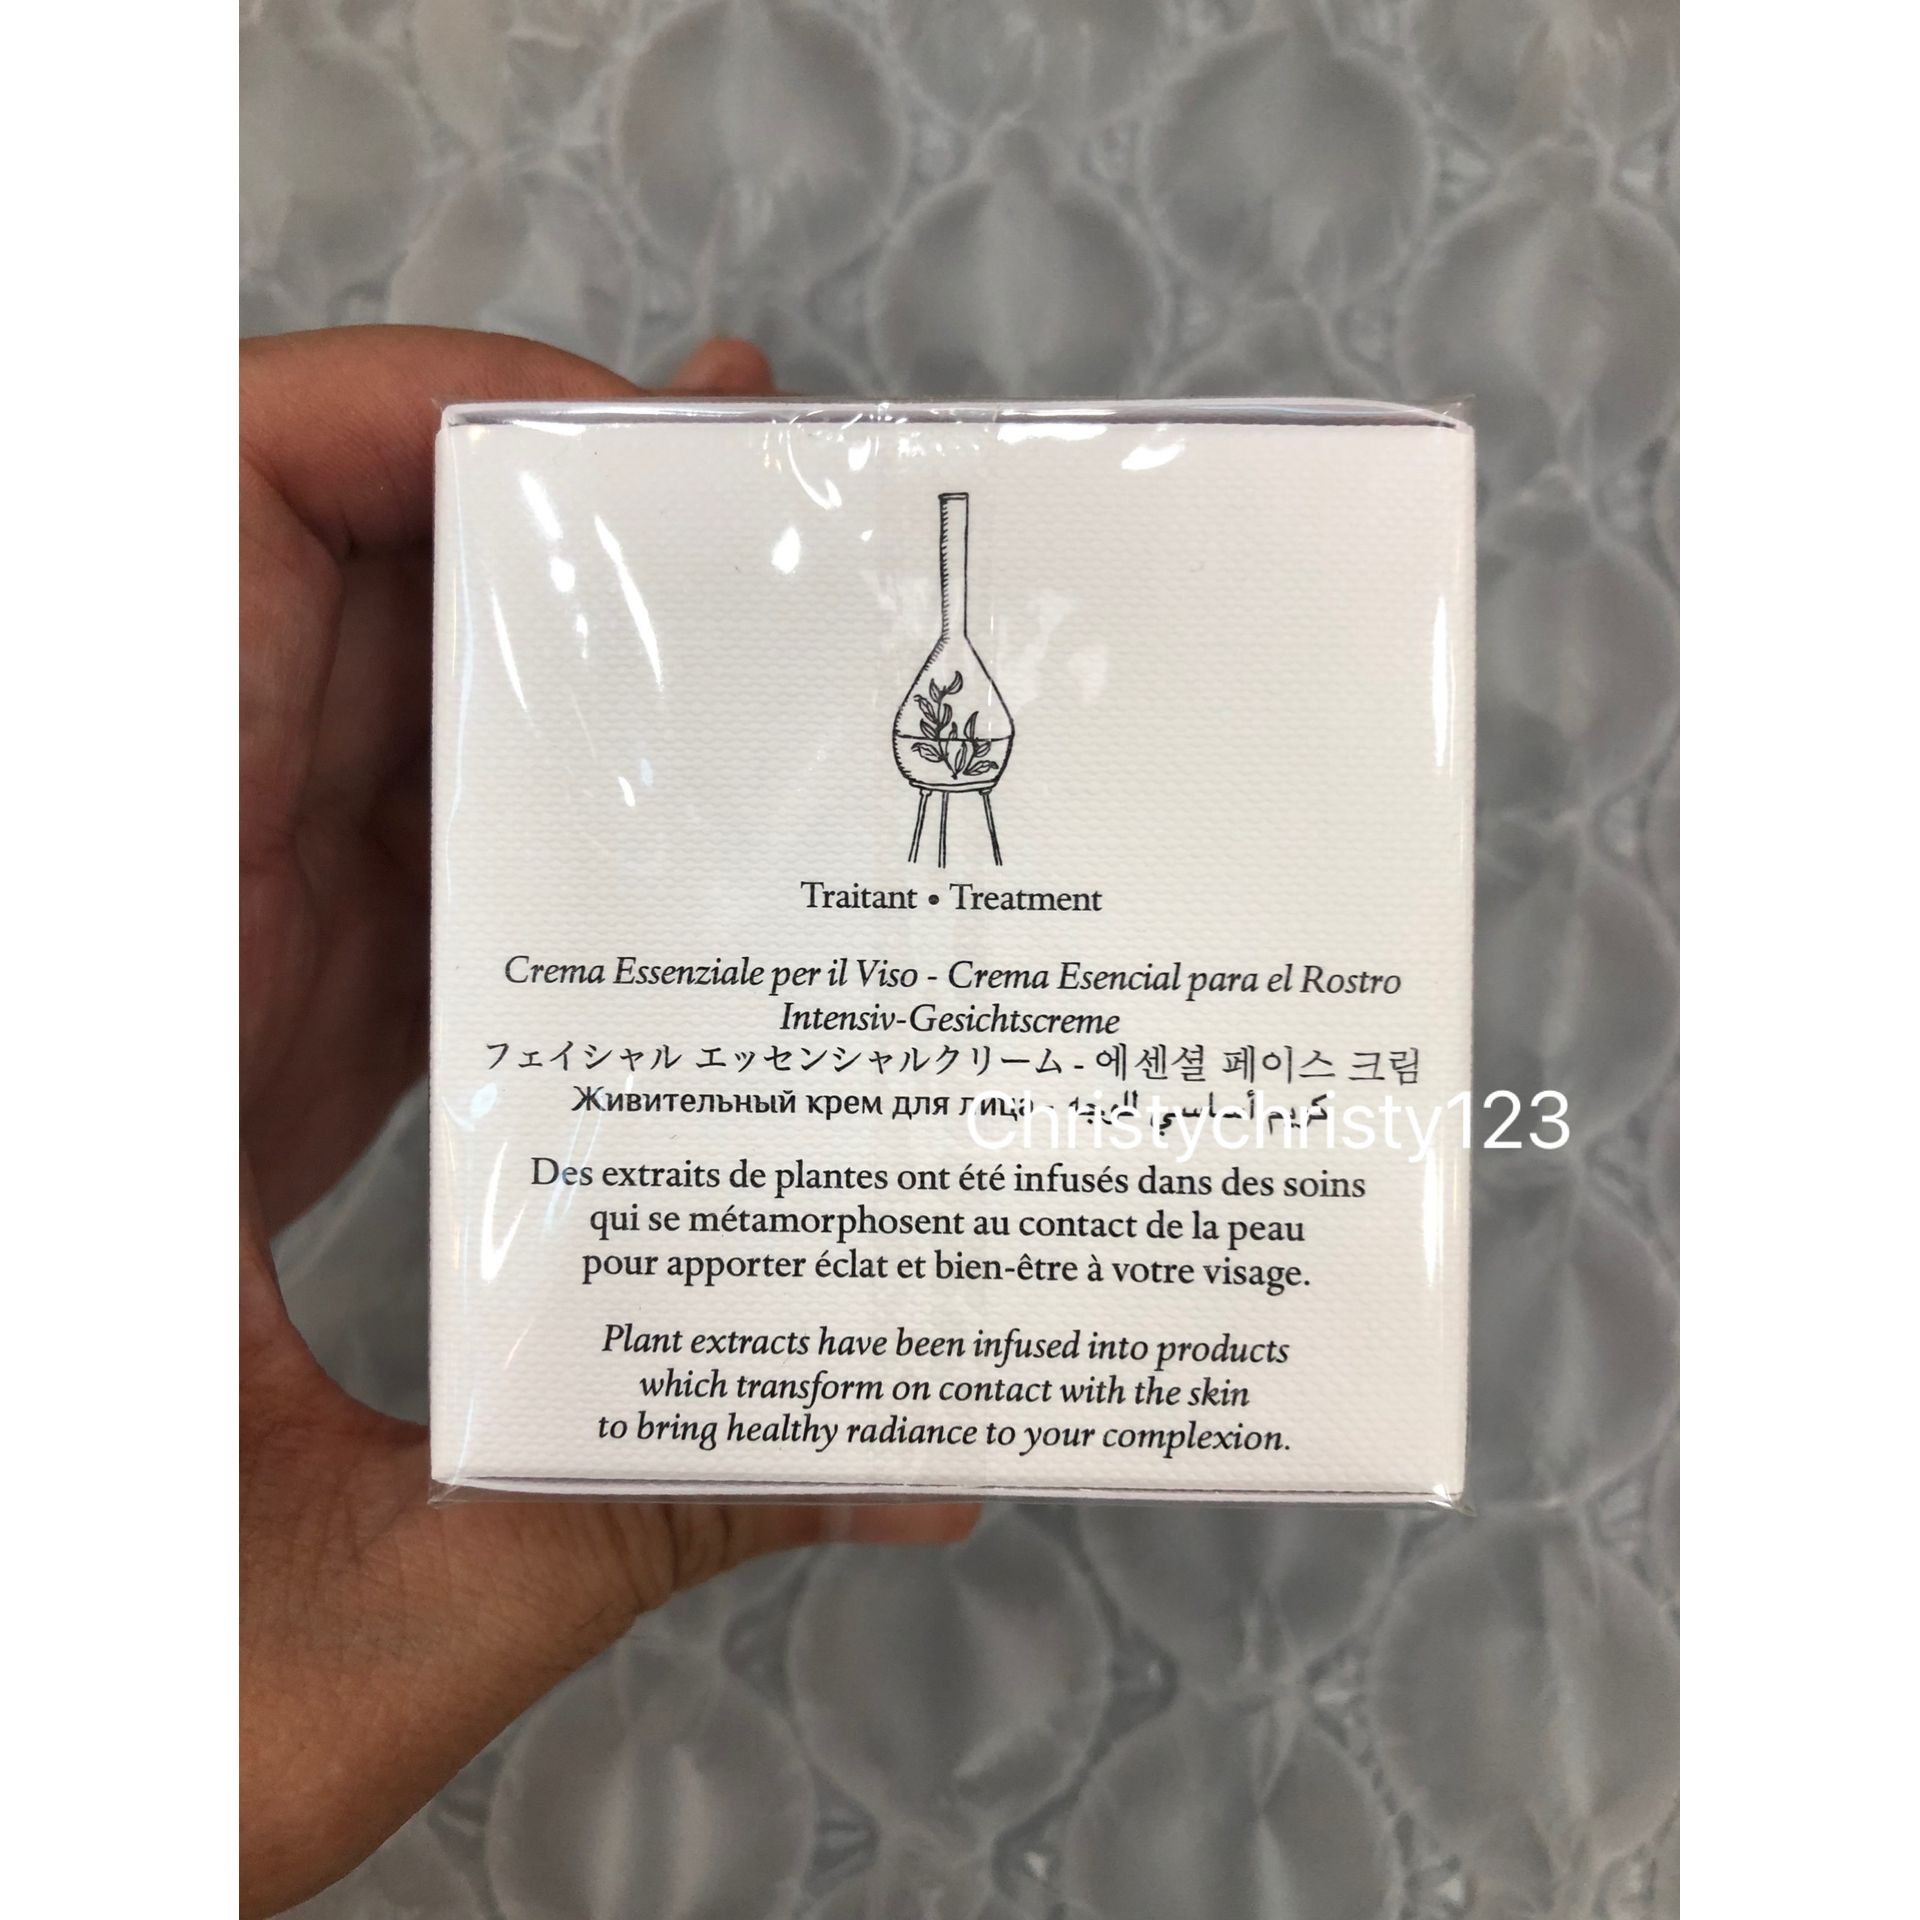 Traitant • Treatment
Crema Essenziale per il Viso - Crema Esencial para el Rostro
Intensiv-Gesichtscreme
フェイシャル エッセンシャルクリーム - 에센셜 페이스 크림
Живительный крем для лица - كريم أساسي للوجه
Christychristy123
Des extraits de plantes ont été infusés dans des soins
qui se métamorphosent au contact de la peau
pour apporter éclat et bien-être à votre visage.
Plant extracts have been infused into products
which transform on contact with the skin
to bring healthy radiance to your complexion.